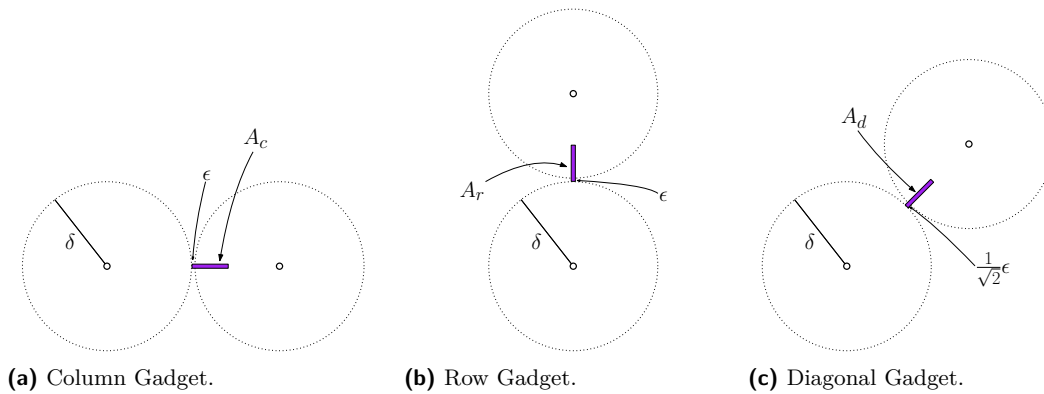 A_c
ϵ
δ
(a) Column Gadget.
A_r
ϵ
δ
(b) Row Gadget.
A_d
δ
1/√2 ϵ
(c) Diagonal Gadget.